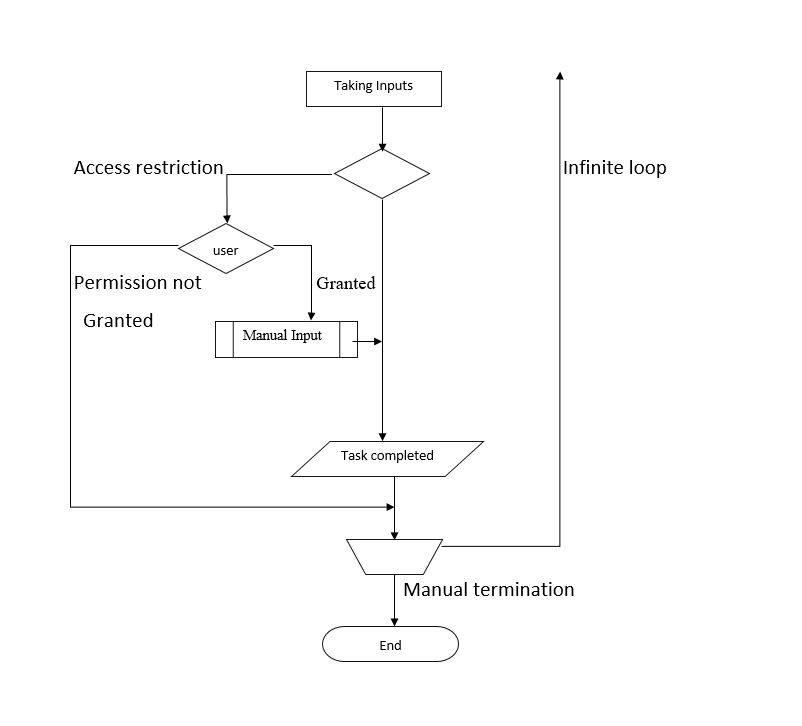 Taking Inputs
Access restriction
Infinite loop
user
Permission not
Granted
Granted
Manual Input
Task completed
Manual termination
End